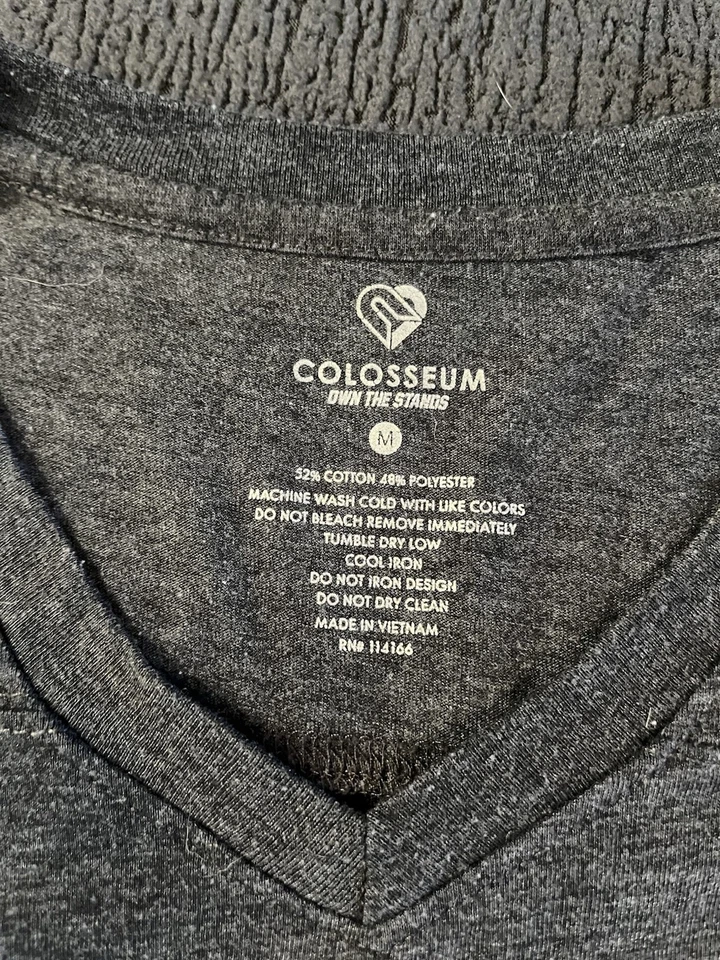 COLOSSEUM
OWN THE STANDS
M
52% COTTON 48% POLYESTER
MACHINE WASH COLD WITH LIKE COLORS
DO NOT BLEACH REMOVE IMMEDIATELY
TUMBLE DRY LOW
COOL IRON
DO NOT IRON DESIGN
DO NOT DRY CLEAN
MADE IN VIETNAM
RN# 114166